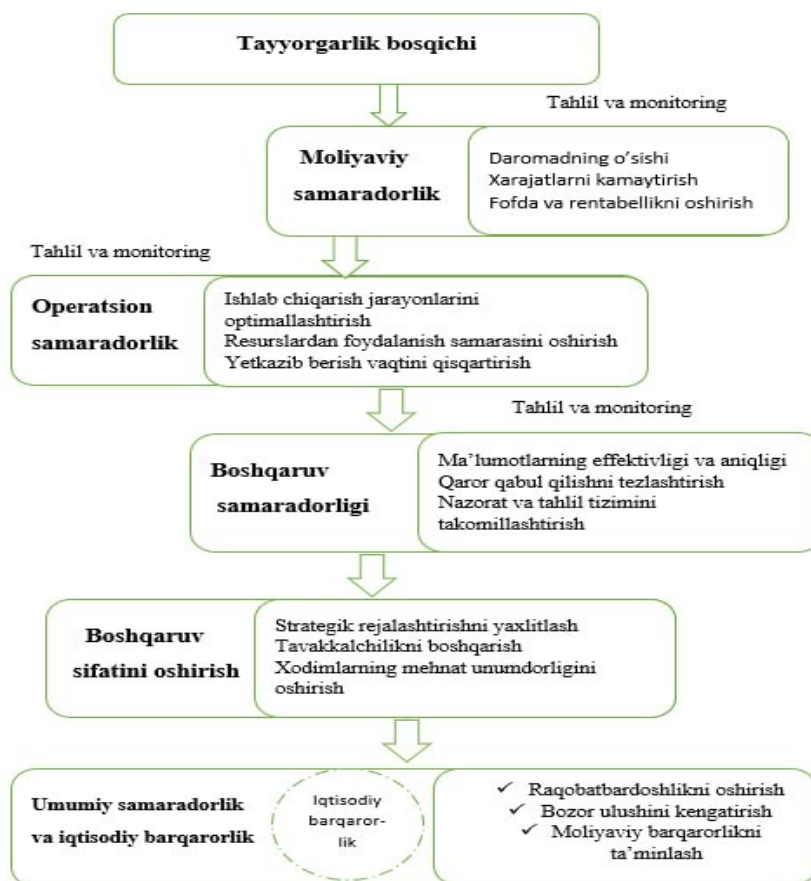 Tayyorgarlik bosqichi
Tahlil va monitoring
Moliyaviy
samaradorlik
Daromadning o'sishi
Xarajatlarni kamaytirish
Fofda va rentabellikni oshirish
Tahlil va monitoring
Operatsion
samaradorlik
Ishlab chiqarish jarayonlarini
optimallashtirish
Resurslardan foydalanish samarasini oshirish
Yetkazib berish vaqtini qisqartirish
Tahlil va monitoring
Boshqaruv
samaradorligi
Ma’lumotlarning effektivligi va aniqligi
Qaror qabul qilishni tezlashtirish
Nazorat va tahlil tizimini
takomillashtirish
Boshqaruv
sifatini oshirish
Strategik rejalashtirishni yaxlitlash
Tavakkalchilikni boshqarish
Xodimlarning mehnat unumdorligini
oshirish
Umumiy samaradorlik
va iqtisodiy barqarorlik
Iqtisodiy
barqaror-
lik
✓ Raqobatbardoshlikni oshirish
✓ Bozor ulushini kengatirish
✓ Moliyaviy barqarorlikni
ta’minlash